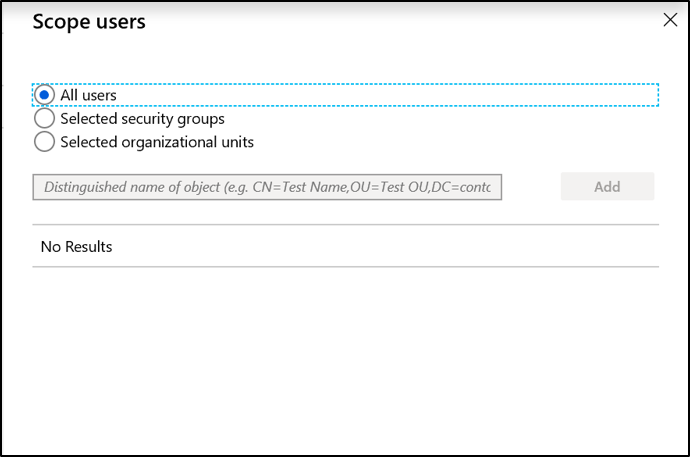 Scope users
All users
Selected security groups
Selected organizational units
Distinguished name of object (e.g. CN=Test Name,OU=Test OU,DC=contc
Add
No Results